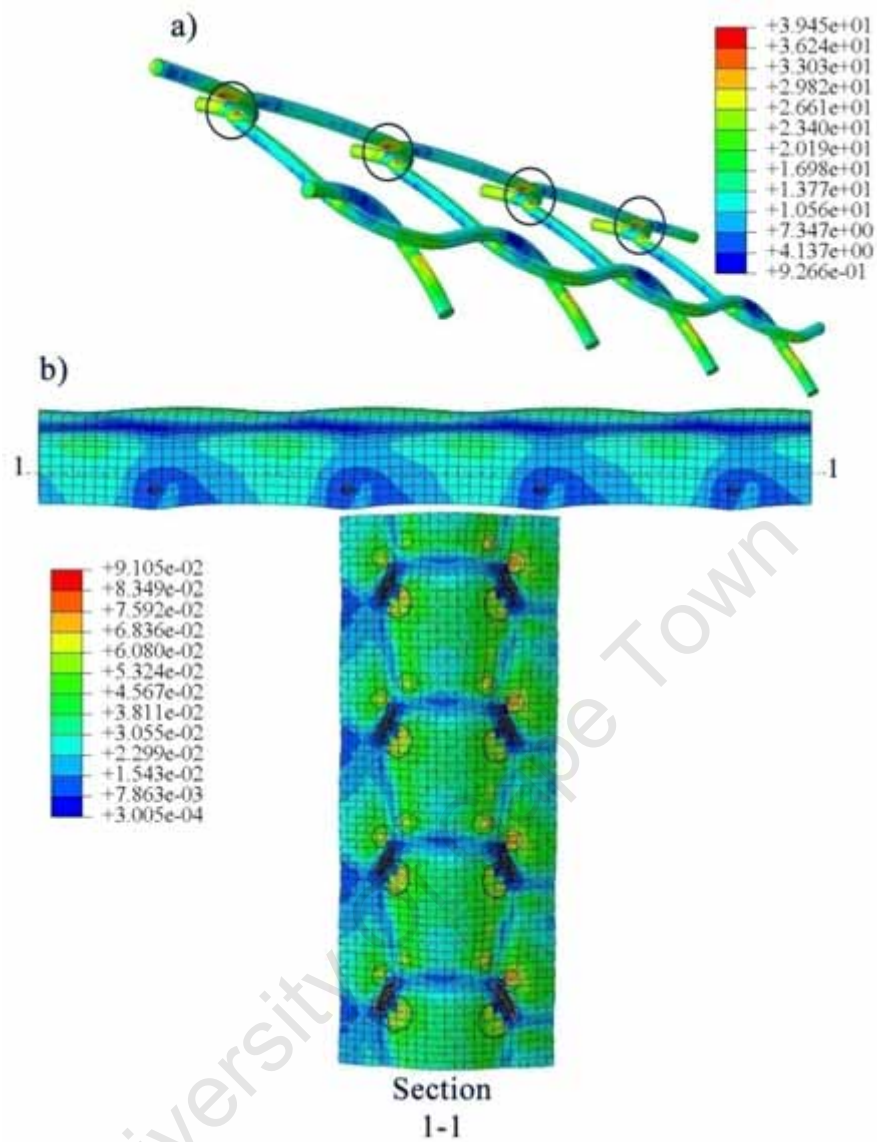 a)
+3.945e+01
+3.624e+01
+3.303e+01
+2.982e+01
+2.661e+01
+2.340e+01
+2.019e+01
+1.698e+01
+1.377e+01
+1.056e+01
+7.347e+00
+4.137e+00
+9.266e-01
b)
1 1
+9.105e-02
+8.349e-02
+7.592e-02
+6.836e-02
+6.080e-02
+5.324e-02
+4.567e-02
+3.811e-02
+3.055e-02
+2.299e-02
+1.543e-02
+7.863e-03
+3.005e-04
Section
1-1
iversity pe Town